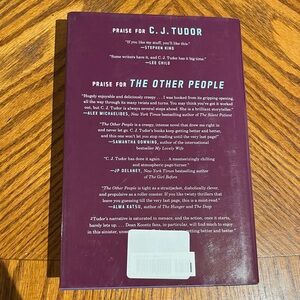 PRAISE FOR C. J. TUDOR
"If you like my stuff, you'll like this."
—STEPHEN KING
"Some writers have it, and C. J. Tudor has it big time."
—LEE CHILD
PRAISE FOR THE OTHER PEOPLE
"Hugely enjoyable and deliciously creepy . . . I was hooked from its gripping opening,
all the way through its many twists and turns. You may think you've got it worked
out, but C. J. Tudor is always several steps ahead. She is a brilliant storyteller."
—ALEX MICHAELIDES, New York Times bestselling author of The Silent Patient
"The Other People is a creepy, intense novel that drew me right in
and never let go. C. J. Tudor's books keep getting better and better,
and this one won't let you stop reading until the very last page!"
—SAMANTHA DOWNING, author of the international
bestseller My Lovely Wife
"C. J. Tudor has done it again. . . . A mesmerizingly chilling
and atmospheric page-turner."
—JP DELANEY, New York Times bestselling author of
The Girl Before
"The Other People is tight as a straitjacket, diabolically clever,
and propulsive as a roller coaster. If you like twisty thrillers that
leave you guessing till the very last page, this is a must-read."
—ALMA KATSU, author of The Hunger and The Deep
"Tudor's narrative is saturated in menace, and the action, once it starts,
barely lets up. . . . Dean Koontz fans, in particular, will find much to enjoy
in this sinister, getting better and better."